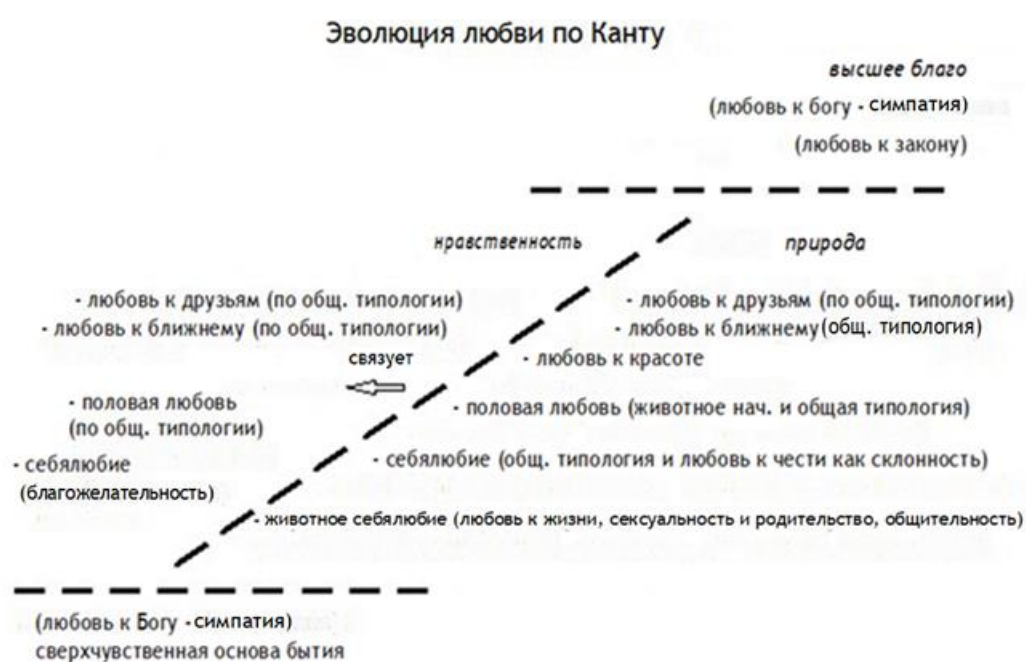 Эволюция любви по Канту
высшее благо
(любовь к богу - симпатия)
(любовь к закону)
нравственность
природа
- любовь к друзьям (по общ. типологии)
- любовь к друзьям (по общ. типологии)
- любовь к ближнему (по общ. типологии)
- любовь к ближнему(общ. типология)
связует
- любовь к красоте
- половая любовь
(по общ. типологии)
- половая любовь (животное нач. и общая типология)
- себялюбие
(благожелательность)
- себялюбие (общ. типология и любовь к чести как склонность)
- животное себялюбие (любовь к жизни, сексуальность и родительство, общительность)
(любовь к Богу - симпатия)
сверхчувственная основа бытия